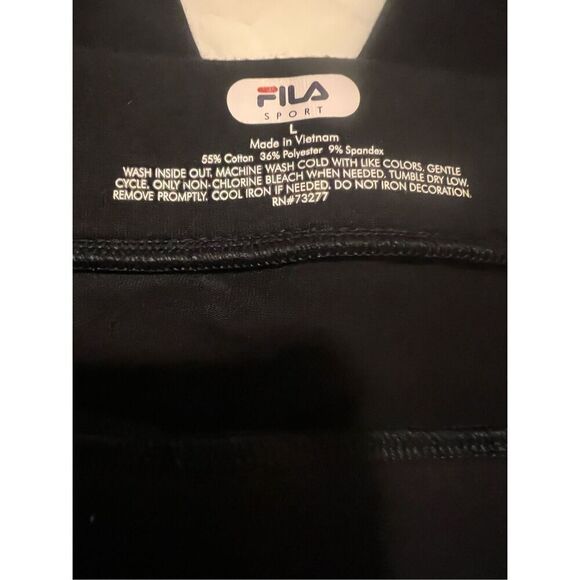 FILA
SPORT
L
Made in Vietnam
55% Cotton 36% Polyester 9% Spandex
WASH INSIDE OUT. MACHINE WASH COLD WITH LIKE COLORS, GENTLE
CYCLE. ONLY NON-CHLORINE BLEACH WHEN NEEDED. TUMBLE DRY LOW.
REMOVE PROMPTLY. COOL IRON IF NEEDED. DO NOT IRON DECORATION.
RN#73277